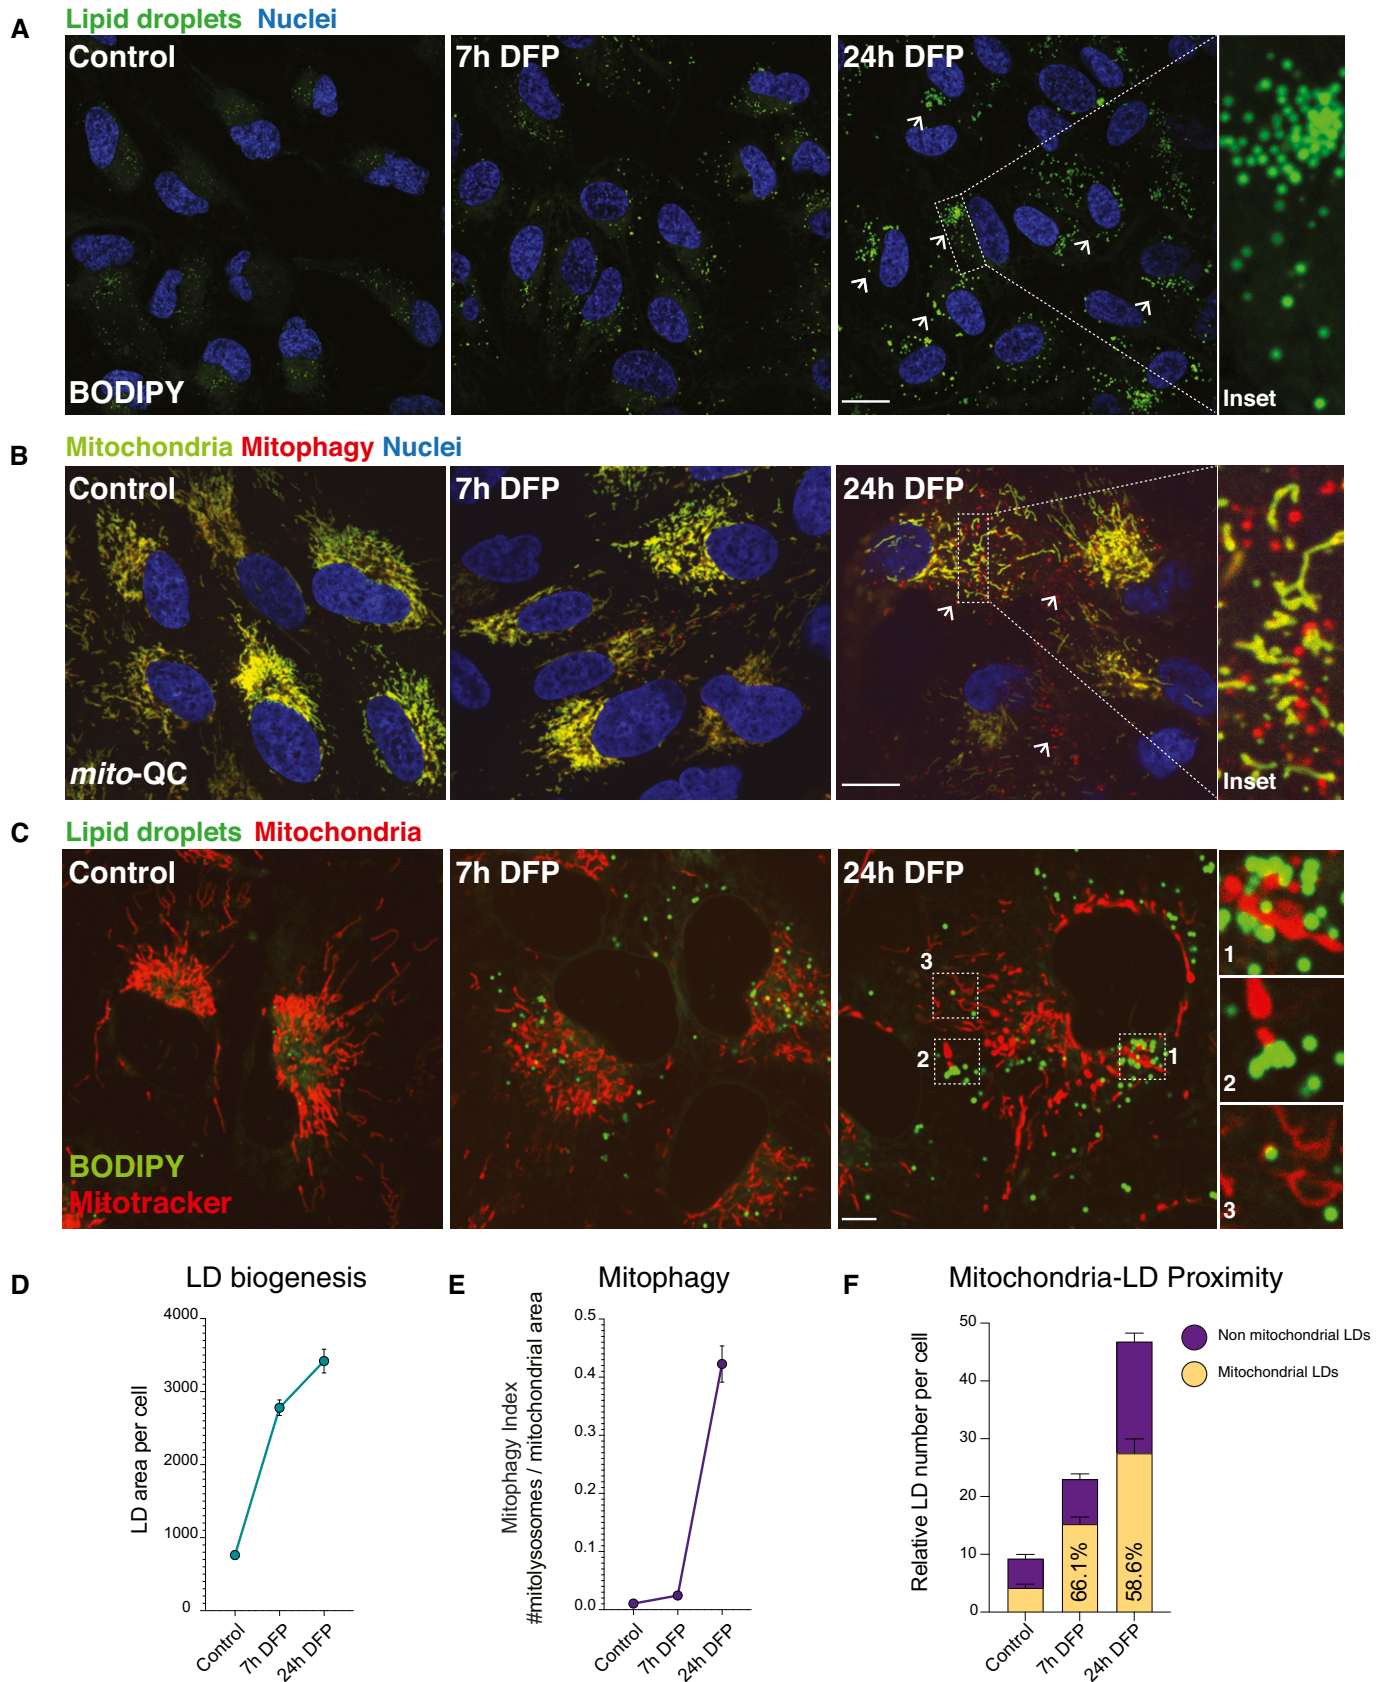 A
Lipid droplets Nuclei
Control
7h DFP
24h DFP
BODIPY
Inset
B
Mitochondria Mitophagy Nuclei
Control
7h DFP
24h DFP
mito-QC
Inset
C
Lipid droplets Mitochondria
Control
7h DFP
24h DFP
3
2
1
1
2
3
BODIPY
Mitotracker
D
LD biogenesis
LD area per cell
4000
3000
2000
1000
0
Control
7h DFP
24h DFP
E
Mitophagy
Mitophagy Index
#mitolysosomes / mitochondrial area
0.5
0.4
0.3
0.2
0.1
0.0
Control
7h DFP
24h DFP
F
Mitochondria-LD Proximity
Relative LD number per cell
50
40
30
20
10
0
66.1%
58.6%
Control
7h DFP
24h DFP
Non mitochondrial LDs
Mitochondrial LDs